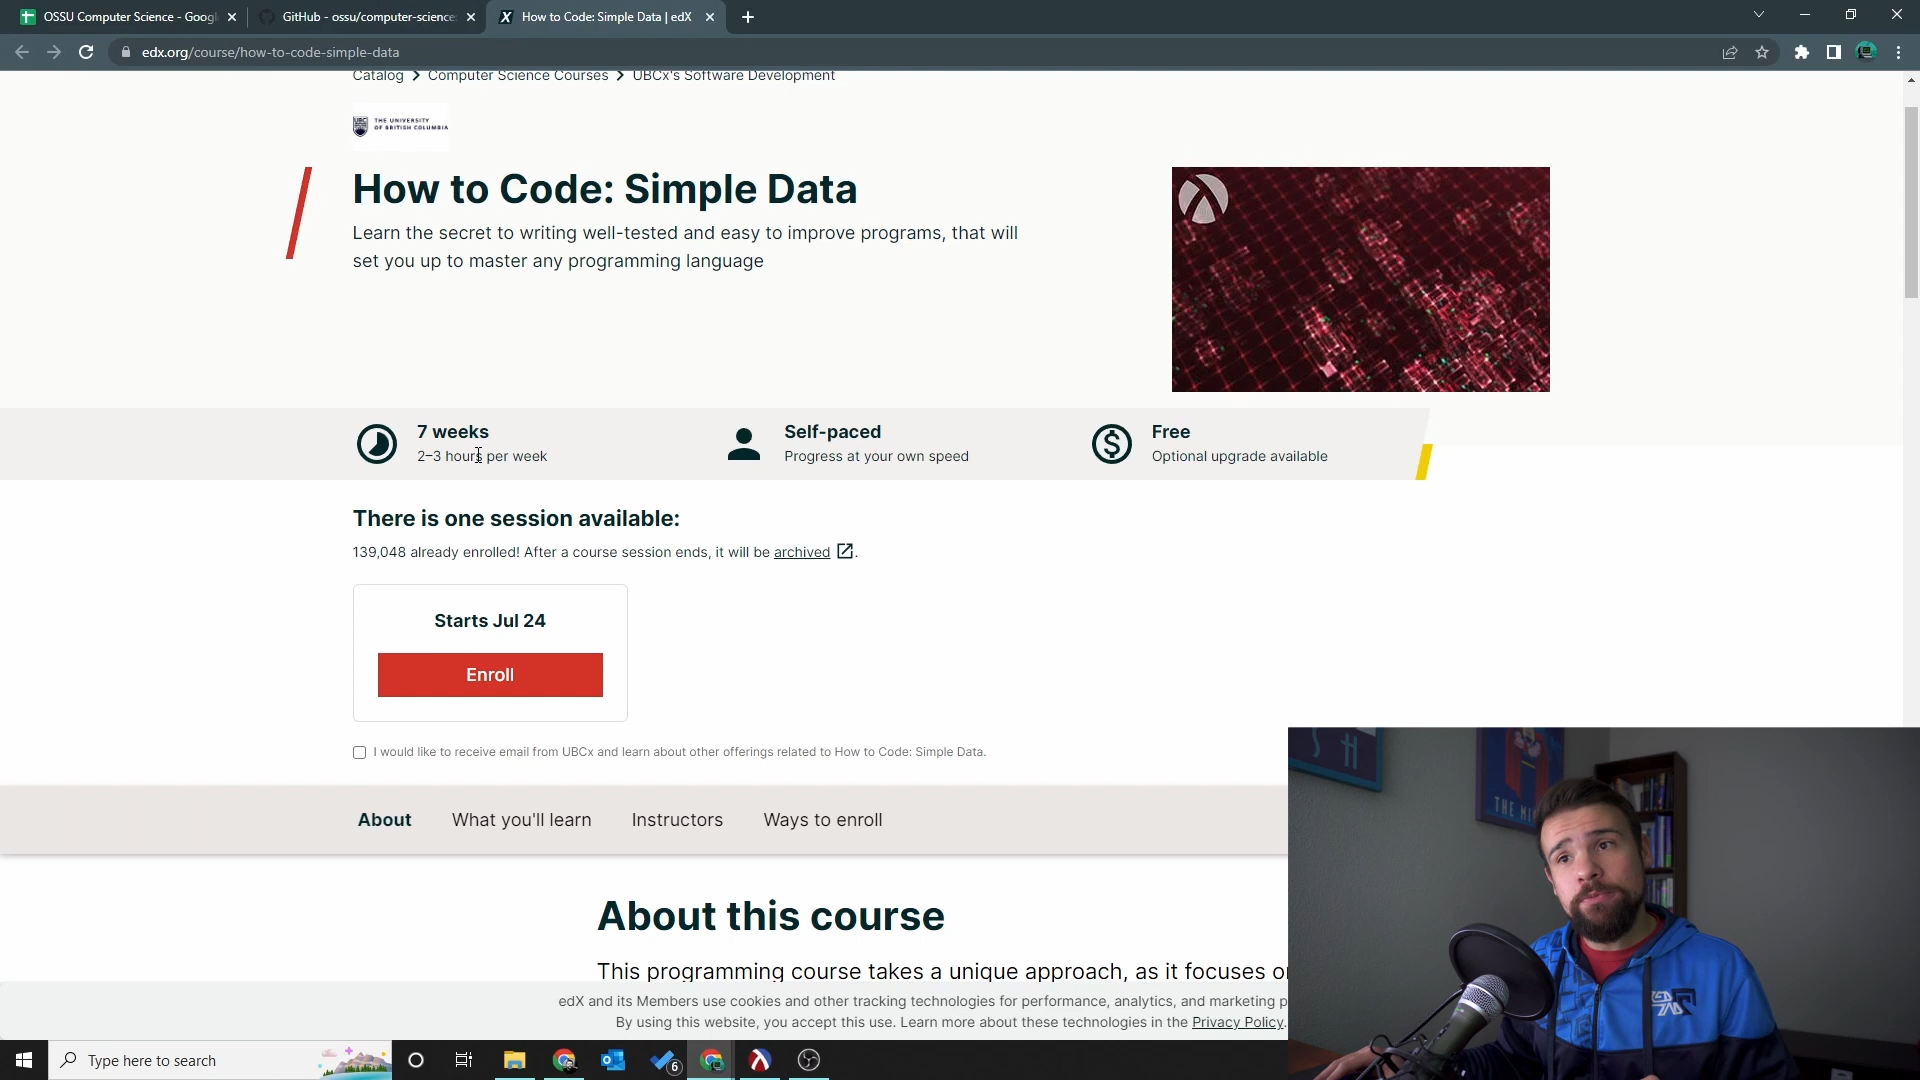 OSSU Computer Science - Googl
GitHub - ossu/computer-science:
How to Code: Simple Data | edX
edx.org/course/how-to-code-simple-data
Catalog > Computer Science Courses > UBCx's Software Development
UBC
THE UNIVERSITY
OF BRITISH COLUMBIA
How to Code: Simple Data
Learn the secret to writing well-tested and easy to improve programs, that will
set you up to master any programming language
7 weeks
2–3 hours per week
Self-paced
Progress at your own speed
Free
Optional upgrade available
There is one session available:
139,048 already enrolled! After a course session ends, it will be archived.
Starts Jul 24
Enroll
I would like to receive email from UBCx and learn about other offerings related to How to Code: Simple Data.
About
What you'll learn
Instructors
Ways to enroll
About this course
This programming course takes a unique approach, as it focuses o
edX and its Members use cookies and other tracking technologies for performance, analytics, and marketing p
By using this website, you accept this use. Learn more about these technologies in the Privacy Policy.
Type here to search
6
S H
THE MI